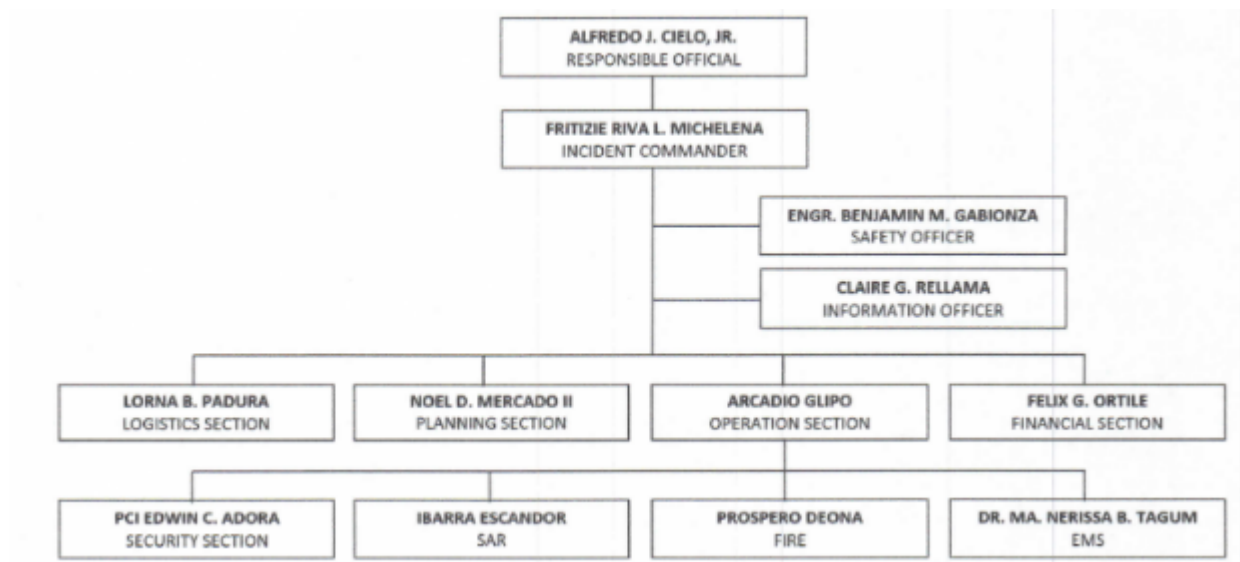 ALFREDO J. CIELO, JR.
RESPONSIBLE OFFICIAL
FRITIZIE RIVA L. MICHELENA
INCIDENT COMMANDER
ENGR. BENJAMIN M. GABIONZA
SAFETY OFFICER
CLAIRE G. RELLAMA
INFORMATION OFFICER
LORNA B. PADURA
LOGISTICS SECTION
NOEL D. MERCADO II
PLANNING SECTION
ARCADIO GLIPO
OPERATION SECTION
FELIX G. ORTILE
FINANCIAL SECTION
PCI EDWIN C. ADORA
SECURITY SECTION
IBARRA ESCANDOR
SAR
PROSPERO DEONA
FIRE
DR. MA. NERISSA B. TAGUM
EMS